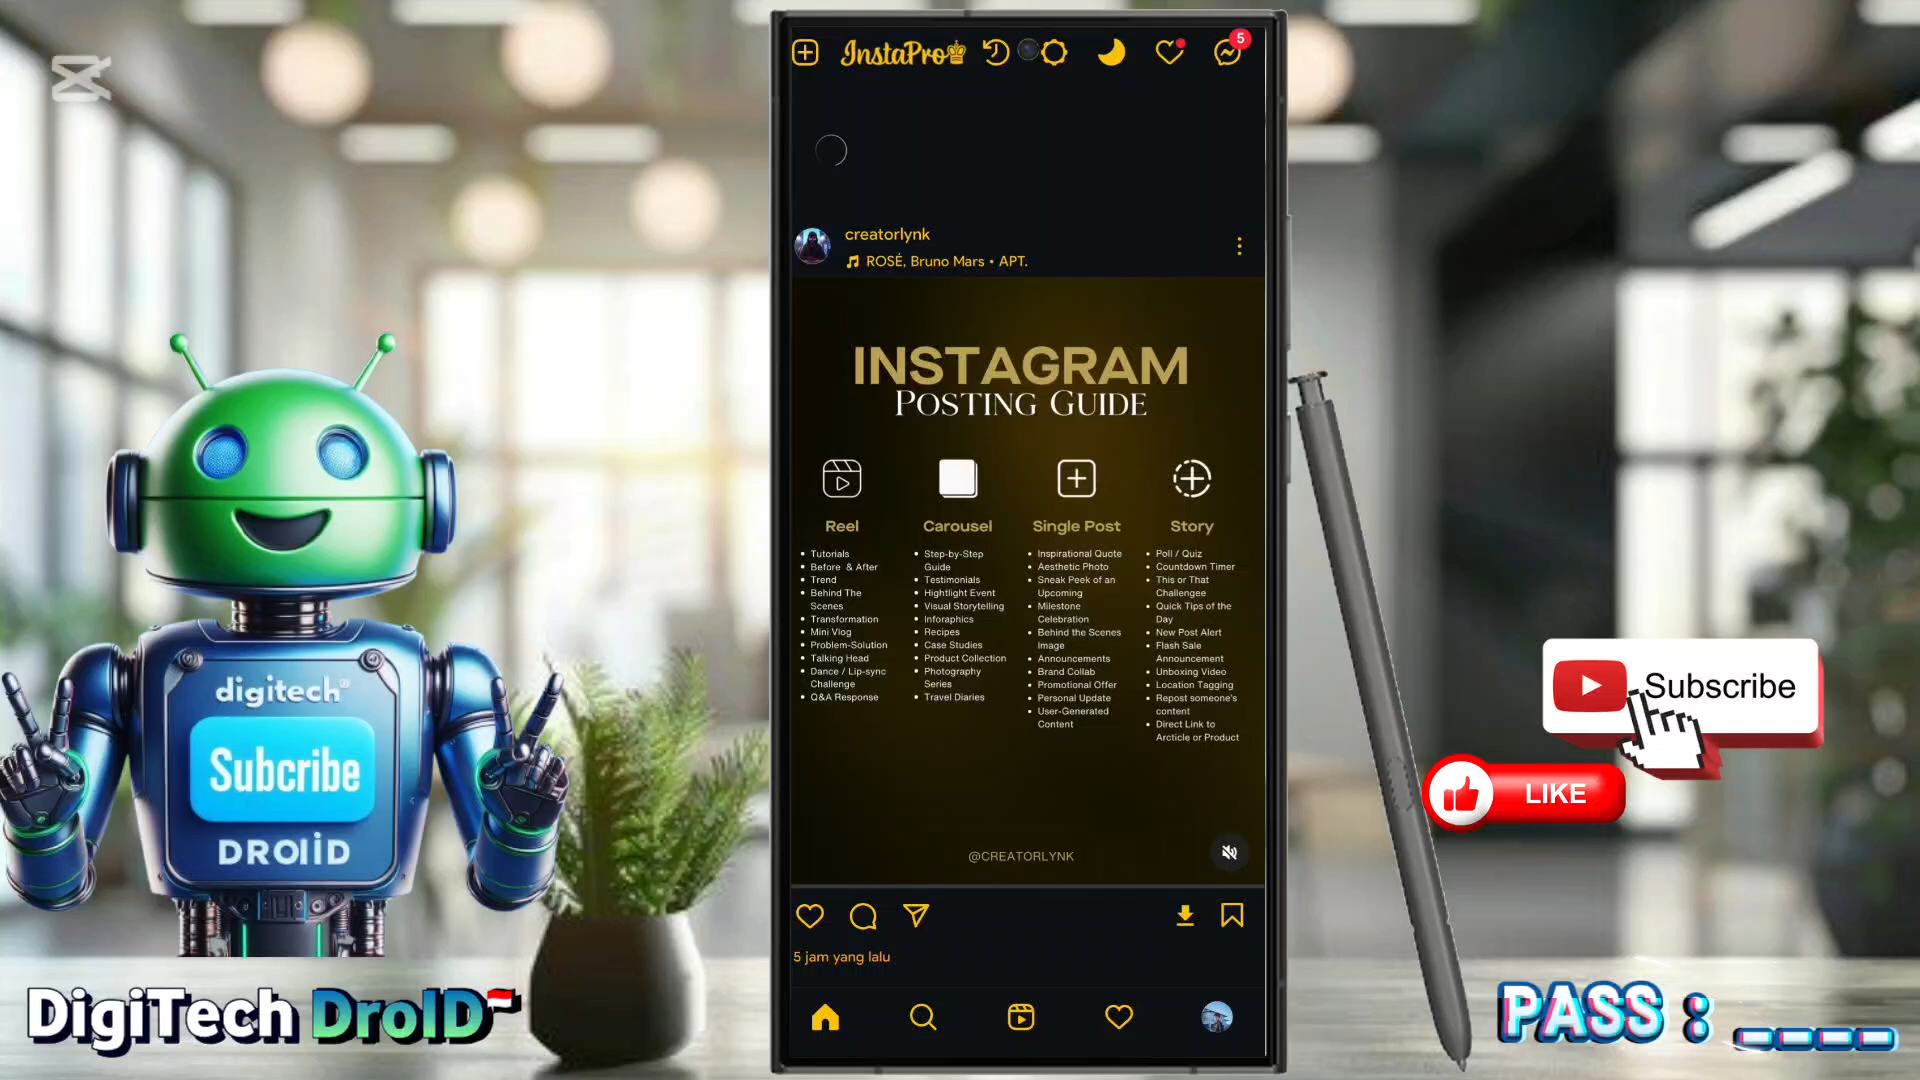 InstaPro
5
creatorlynk
ROSÉ, Bruno Mars • APT.
INSTAGRAM
POSTING GUIDE
Reel
• Tutorials
• Before & After
• Trend
• Behind The
Scenes
• Transformation
• Mini Vlog
• Problem-Solution
• Talking Head
• Dance / Lip-sync
Challenge
• Q&A Response
Carousel
• Step-by-Step
Guide
• Testimonials
• Hightlight Event
• Visual Storytelling
• Inforaphics
• Recipes
• Case Studies
• Product Collection
• Photography
Series
• Travel Diaries
Single Post
• Inspirational Quote
• Aesthetic Photo
• Sneak Peek of an
Upcoming
• Milestone
Celebration
• Behind the Scenes
Image
• Announcements
• Brand Collab
• Promotional Offer
• Personal Update
• User-Generated
Content
Story
• Poll / Quiz
• Countdown Timer
• This or That
Challengee
• Quick Tips of the
Day
• New Post Alert
• Flash Sale
Announcement
• Unboxing Video
• Location Tagging
• Repost someone's
content
• Direct Link to
Arcticle or Product
@CREATORLYNK
5 jam yang lalu
digitech®
Subcribe
DROIiD
DigiTech DroID
Subscribe
LIKE
PASS : _ _ _ _